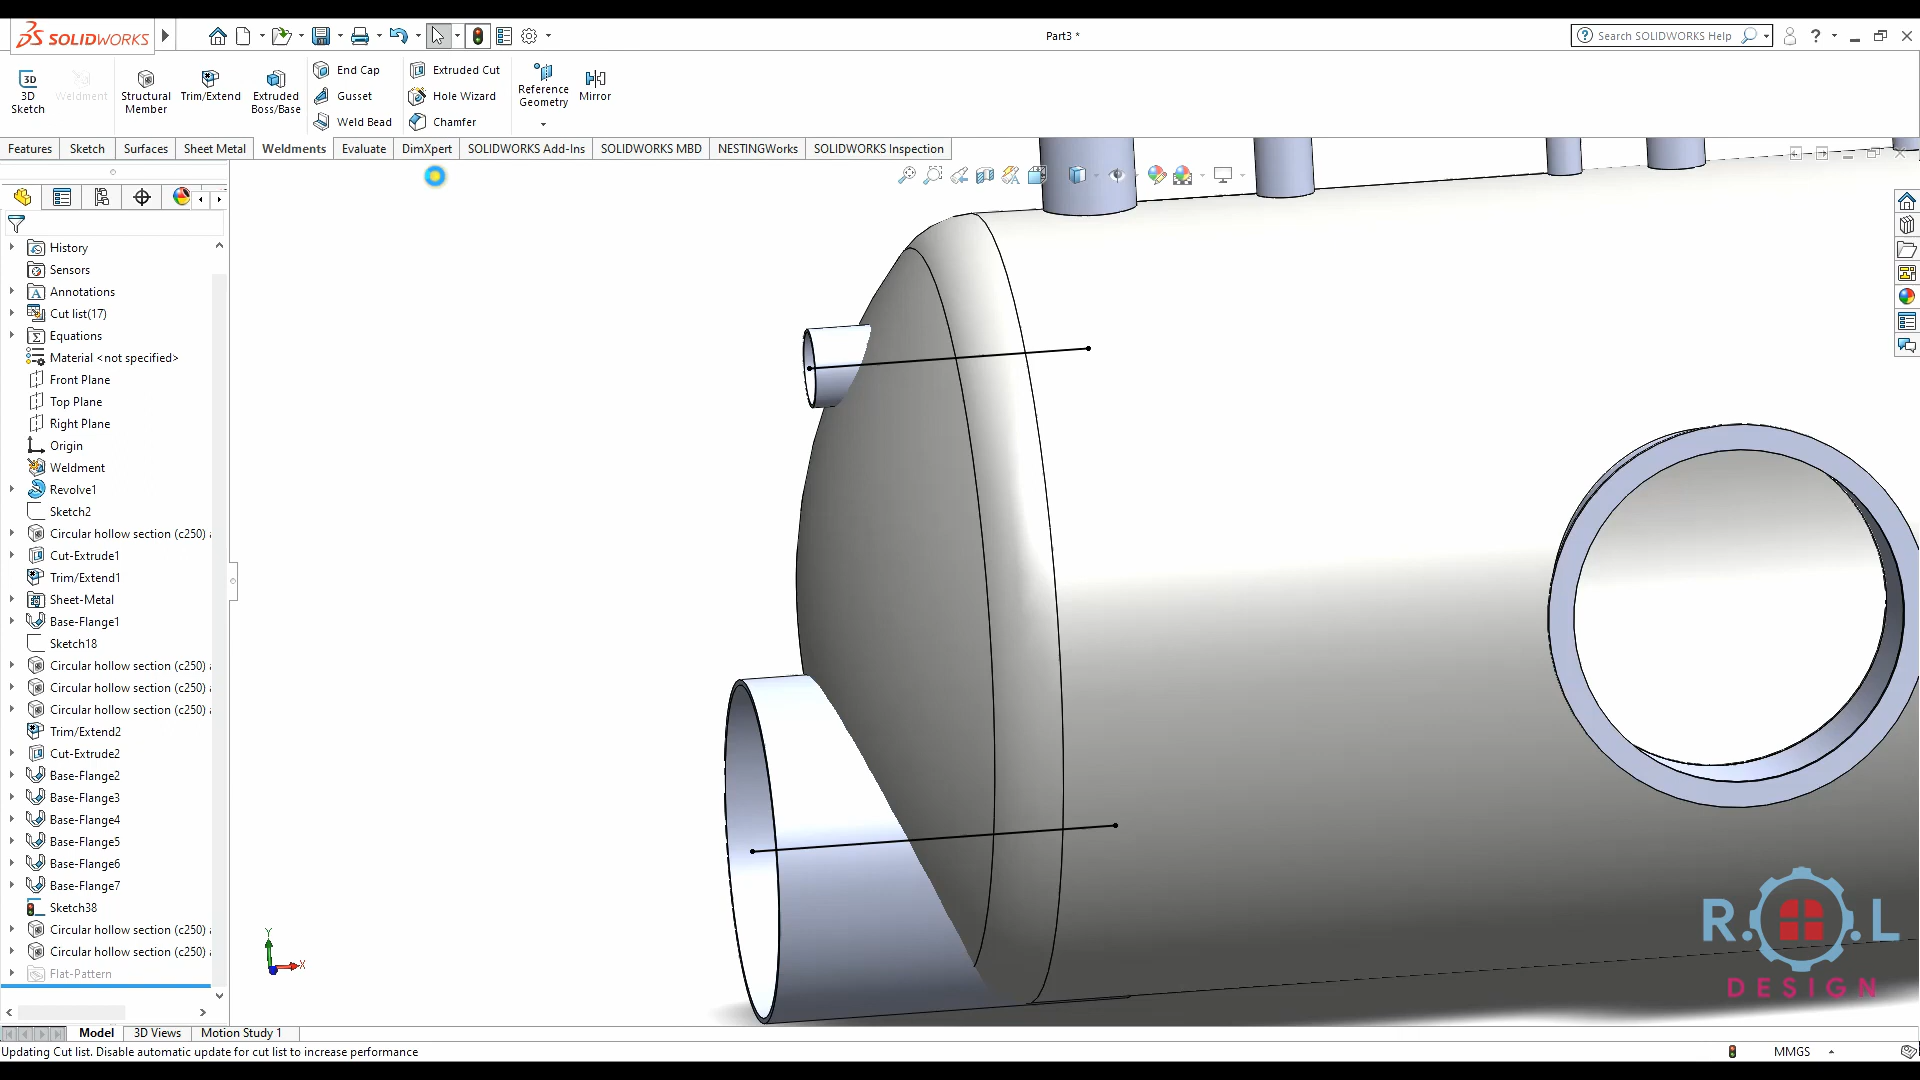 SOLIDWORKS
Part3 *
Search SOLIDWORKS Help
3D Sketch
Weldment
Structural Member
Trim/Extend
Extruded Boss/Base
End Cap
Gusset
Weld Bead
Extruded Cut
Hole Wizard
Chamfer
Reference Geometry
Mirror
Features
Sketch
Surfaces
Sheet Metal
Weldments
Evaluate
DimXpert
SOLIDWORKS Add-Ins
SOLIDWORKS MBD
NESTINGWorks
SOLIDWORKS Inspection
History
Sensors
Annotations
Cut list(17)
Equations
Material <not specified>
Front Plane
Top Plane
Right Plane
Origin
Weldment
Revolve1
Sketch2
Circular hollow section (c250)
Cut-Extrude1
Trim/Extend1
Sheet-Metal
Base-Flange1
Sketch18
Circular hollow section (c250)
Circular hollow section (c250)
Circular hollow section (c250)
Trim/Extend2
Cut-Extrude2
Base-Flange2
Base-Flange3
Base-Flange4
Base-Flange5
Base-Flange6
Base-Flange7
Sketch38
Circular hollow section (c250)
Circular hollow section (c250)
Flat-Pattern
Y
X
R.O.L
DESIGN
Model
3D Views
Motion Study 1
Updating Cut list. Disable automatic update for cut list to increase performance
MMGS